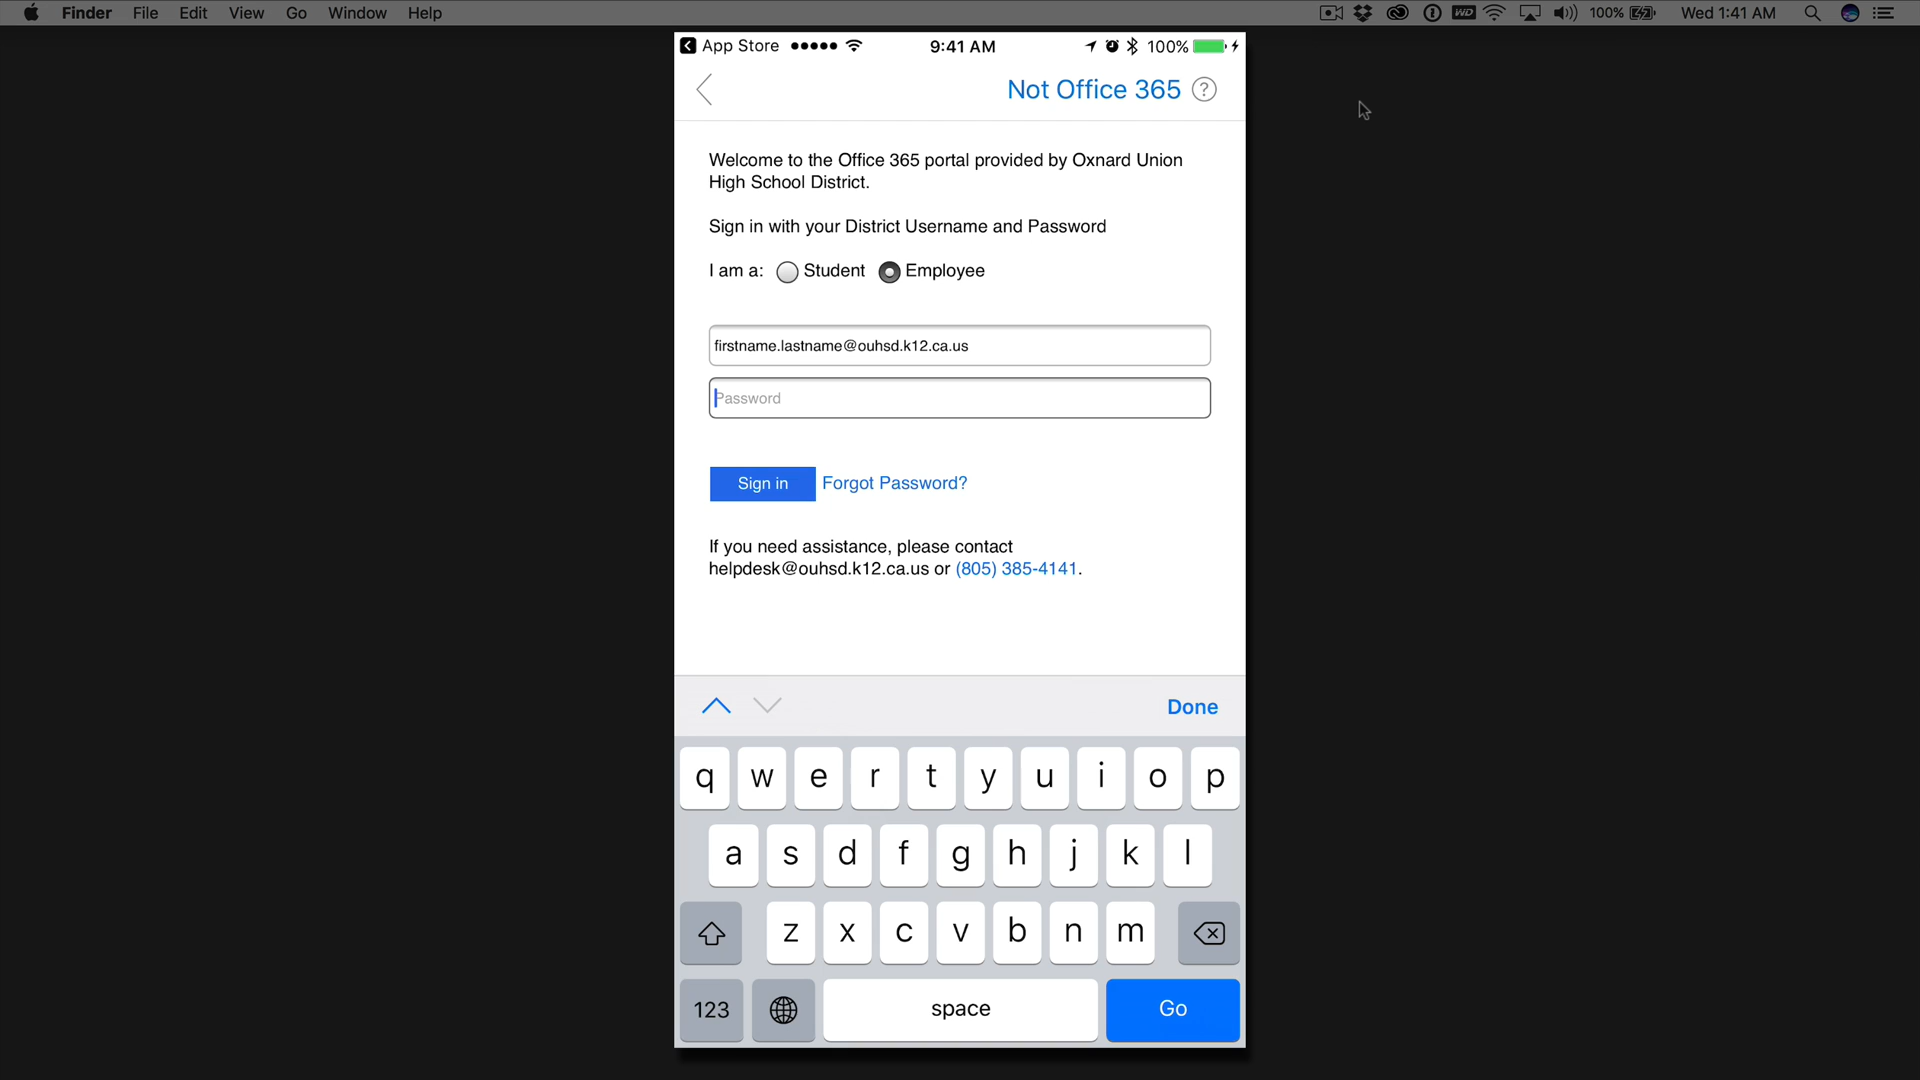 Finder File Edit View Go Window Help WD 100% Wed 1:41 AM
App Store 9:41 AM 100%
Not Office 365 ?
Welcome to the Office 365 portal provided by Oxnard Union
High School District.
Sign in with your District Username and Password
I am a: Student Employee
firstname.lastname@ouhsd.k12.ca.us
Password
Sign in Forgot Password?
If you need assistance, please contact
helpdesk@ouhsd.k12.ca.us or (805) 385-4141.
Done
q w e r t y u i o p
a s d f g h j k l
z x c v b n m
123 space Go